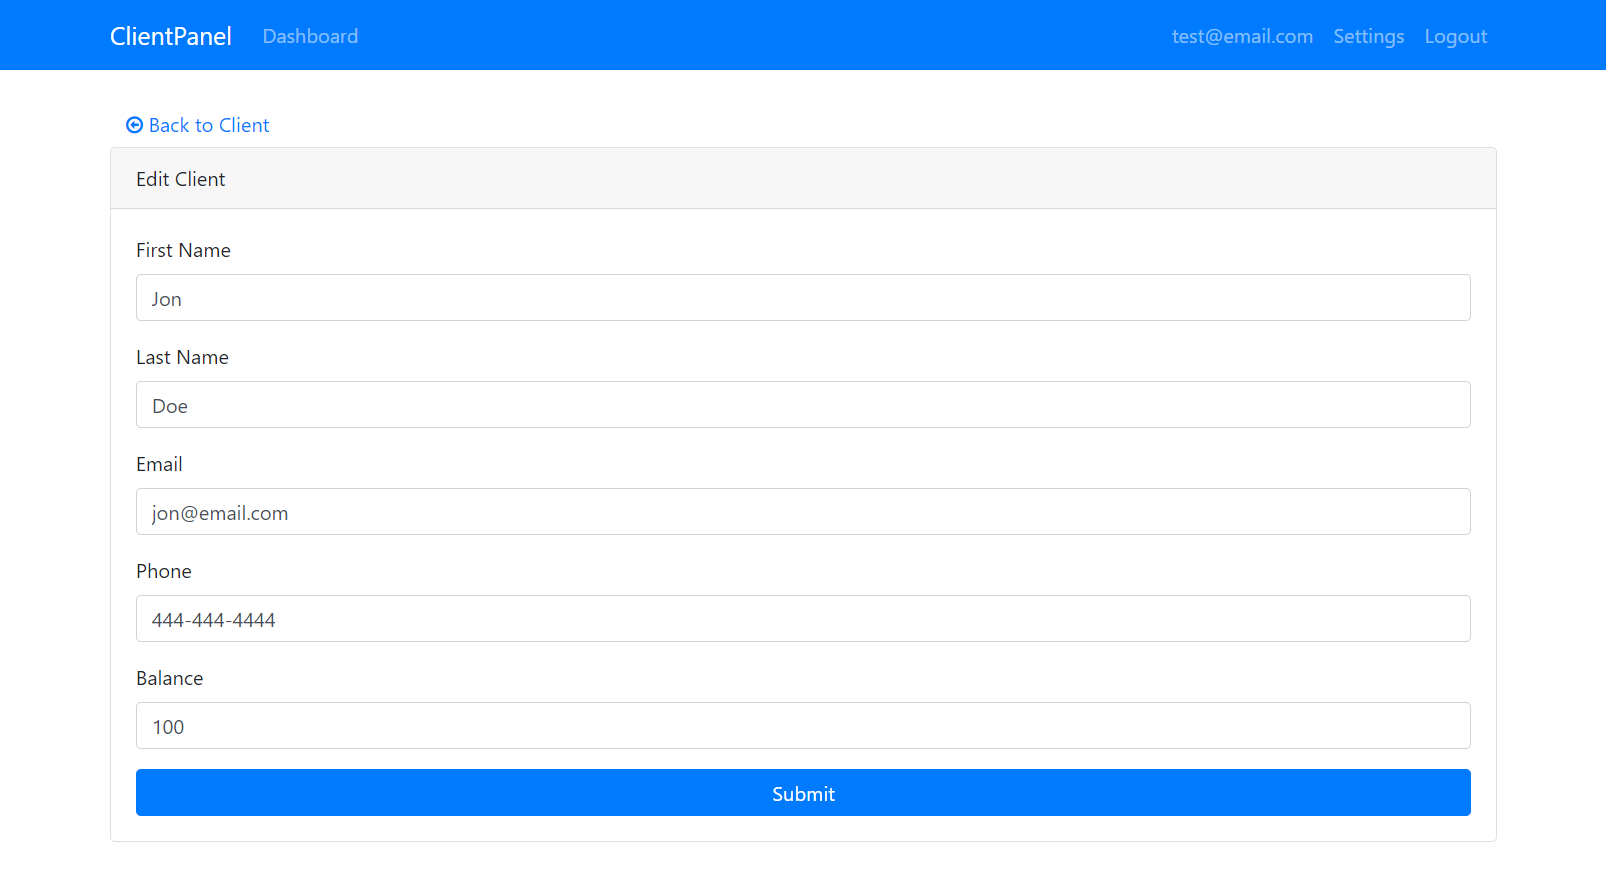 ClientPanel Dashboard test@email.com Settings Logout
Back to Client
Edit Client
First Name
Jon
Last Name
Doe
Email
jon@email.com
Phone
444-444-4444
Balance
100
Submit